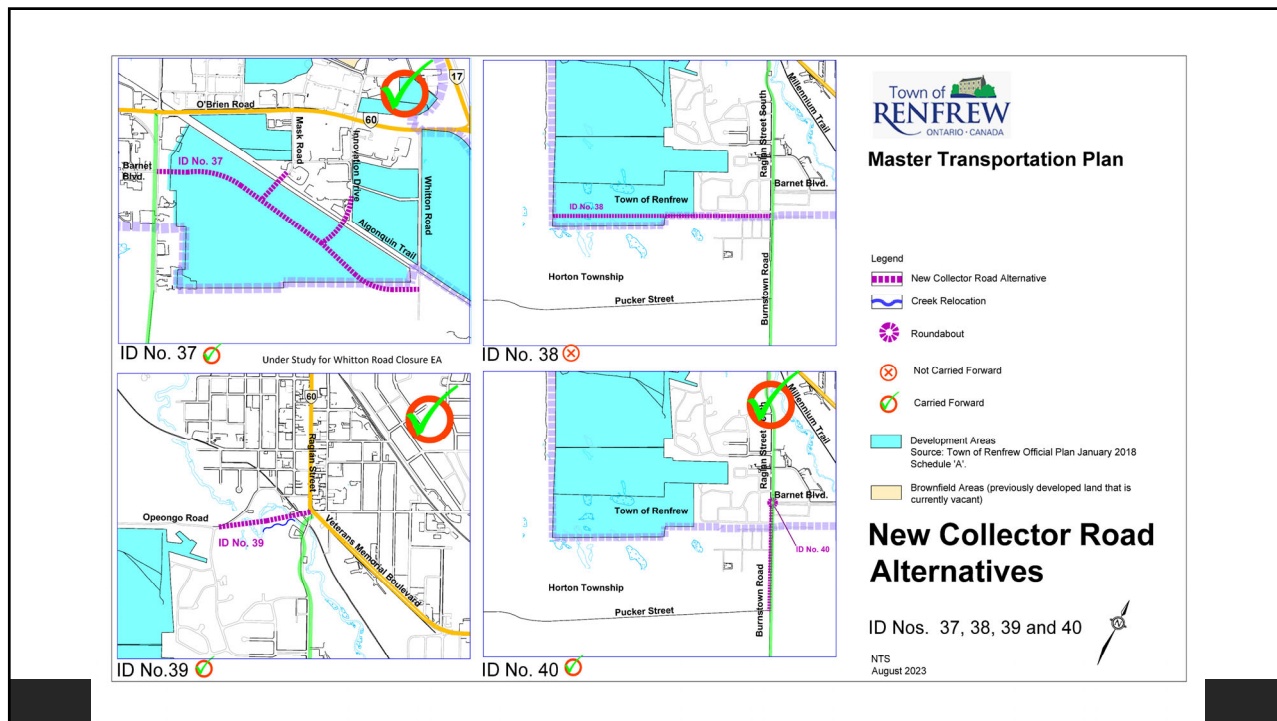 O'Brien Road
17
60
Mask Road
Innovation Drive
Whitton Road
Barnet
Blvd.
ID No. 37
Algonquin Trail
ID No. 37
Under Study for Whitton Road Closure EA
Raglan Street South
Millennium Trail
Barnet Blvd.
Town of Renfrew
ID No. 38
Horton Township
Burnstown Road
Pucker Street
ID No. 38
60
Raglan Street
Opeongo Road
ID No. 39
Veterans Memorial Boulevard
ID No.39
Raglan Street South
Millennium Trail
Barnet Blvd.
Town of Renfrew
ID No. 40
Horton Township
Burnstown Road
Pucker Street
ID No. 40
Town of
RENFREW
ONTARIO · CANADA
Master Transportation Plan
Legend
New Collector Road Alternative
Creek Relocation
Roundabout
Not Carried Forward
Carried Forward
Development Areas
Source: Town of Renfrew Official Plan January 2018
Schedule 'A'.
Brownfield Areas (previously developed land that is
currently vacant)
New Collector Road
Alternatives
ID Nos. 37, 38, 39 and 40
N
NTS
August 2023